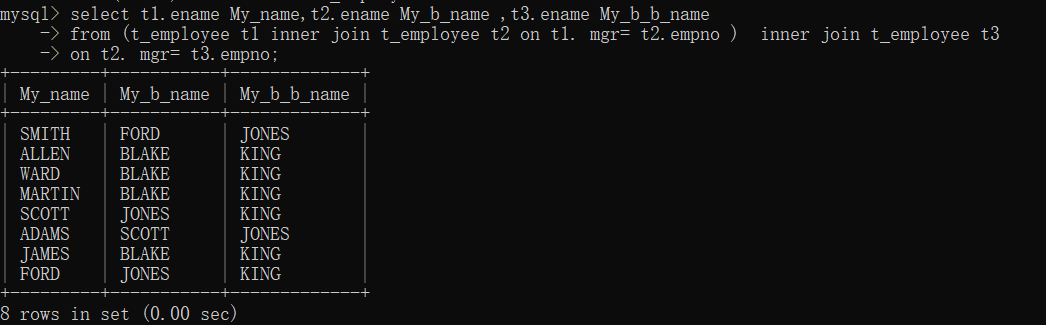 mysql> select t1.ename My_name,t2.ename My_b_name ,t3.ename My_b_b_name
    -> from (t_employee t1 inner join t_employee t2 on t1. mgr= t2.empno )  inner join t_employee t3
    -> on t2. mgr= t3.empno;
+---------+-----------+-------------+
| My_name | My_b_name | My_b_b_name |
+---------+-----------+-------------+
| SMITH   | FORD      | JONES       |
| ALLEN   | BLAKE     | KING        |
| WARD    | BLAKE     | KING        |
| MARTIN  | BLAKE     | KING        |
| SCOTT   | JONES     | KING        |
| ADAMS   | SCOTT     | JONES       |
| JAMES   | BLAKE     | KING        |
| FORD    | JONES     | KING        |
+---------+-----------+-------------+
8 rows in set (0.00 sec)